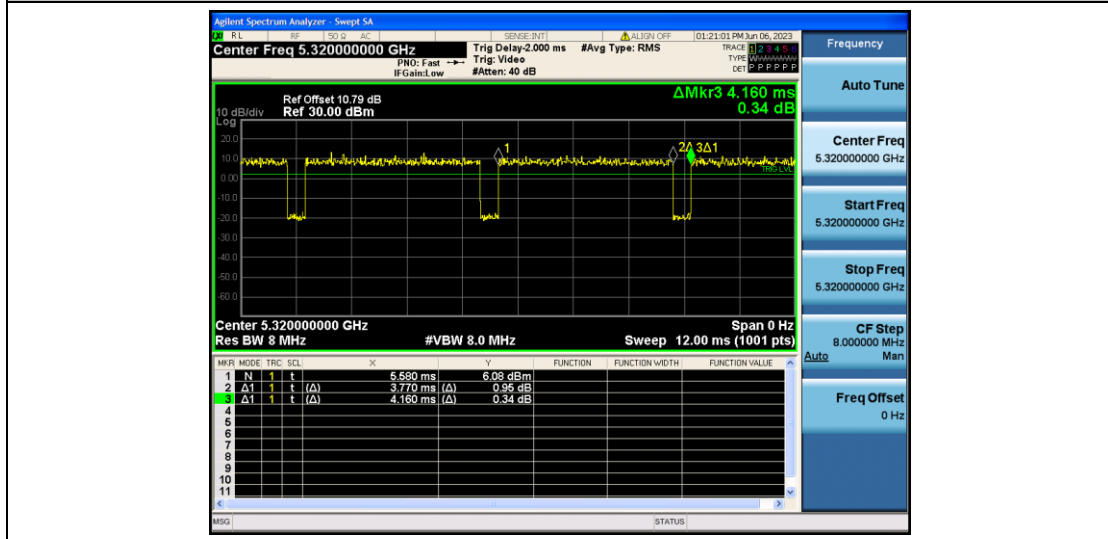 Agilent Spectrum Analyzer - Swept SA
RL RF 50 Ω AC SENSE:INT ALIGN OFF 01:21:01 PM Jun 06, 2023
Center Freq 5.320000000 GHz
PNO: Fast
IFGain:Low
Trig Delay-2.000 ms
Trig: Video
#Atten: 40 dB
#Avg Type: RMS
TRACE 1 2 3 4 5 6
TYPE
DET P P P P P P
ΔMkr3 4.160 ms
0.34 dB
Ref Offset 10.79 dB
10 dB/div Ref 30.00 dBm
Log
20.0
10.0
0.00
-10.0
-20.0
-30.0
-40.0
-50.0
-60.0
1
2Δ 3Δ1
TRIG LVL
Center 5.320000000 GHz Span 0 Hz
Res BW 8 MHz #VBW 8.0 MHz Sweep 12.00 ms (1001 pts)
MKR MODE TRC SCL X Y FUNCTION FUNCTION WIDTH FUNCTION VALUE
1 N 1 t 5.580 ms 6.08 dBm
2 Δ1 1 t (Δ) 3.770 ms (Δ) 0.95 dB
3 Δ1 1 t (Δ) 4.160 ms (Δ) 0.34 dB
4
5
6
7
8
9
10
11
MSG STATUS
Frequency
Auto Tune
Center Freq
5.320000000 GHz
Start Freq
5.320000000 GHz
Stop Freq
5.320000000 GHz
CF Step
8.000000 MHz
Auto Man
Freq Offset
0 Hz